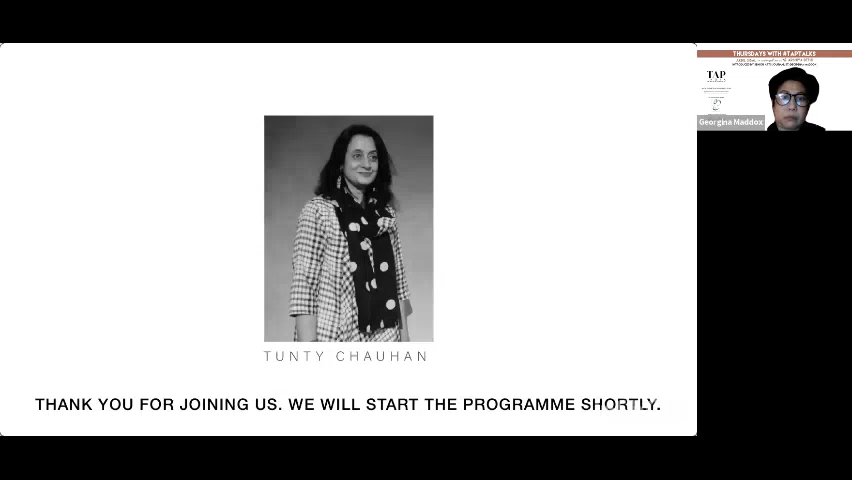 TUNTY CHAUHAN
THANK YOU FOR JOINING US. WE WILL START THE PROGRAMME SHORTLY.
THURSDAYS WITH #TAPTALKS
TAP
Georgina Maddox